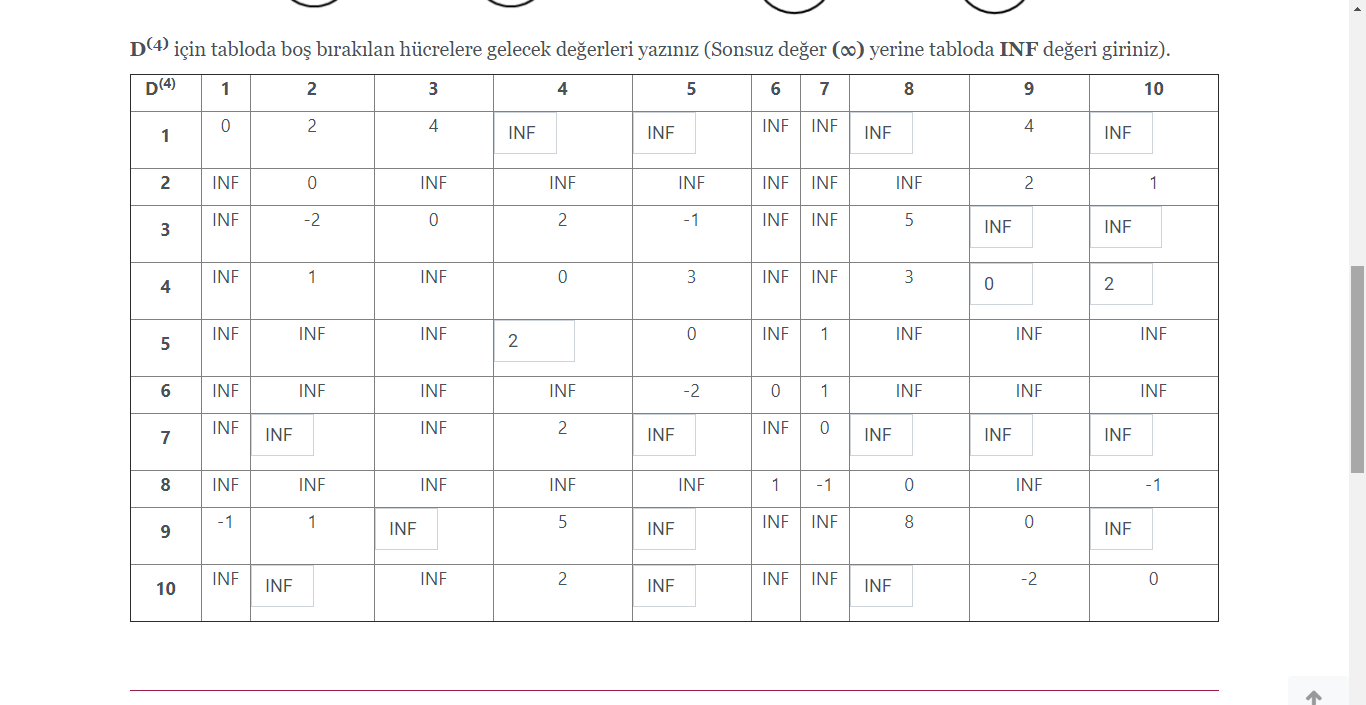 D(4) için tabloda boş bırakılan hücrelere gelecek değerleri yazınız (Sonsuz değer (∞) yerine tabloda INF değeri giriniz).
D(4) 1 2 3 4 5 6 7 8 9 10
1 0 2 4 INF INF INF INF INF 4 INF
2 INF 0 INF INF INF INF INF INF 2 1
3 INF -2 0 2 -1 INF INF 5 INF INF
4 INF 1 INF 0 3 INF INF 3 0 2
5 INF INF INF 2 0 INF 1 INF INF INF
6 INF INF INF INF -2 0 1 INF INF INF
7 INF INF INF 2 INF INF 0 INF INF INF
8 INF INF INF INF INF 1 -1 0 INF -1
9 -1 1 INF 5 INF INF INF 8 0 INF
10 INF INF INF 2 INF INF INF INF -2 0